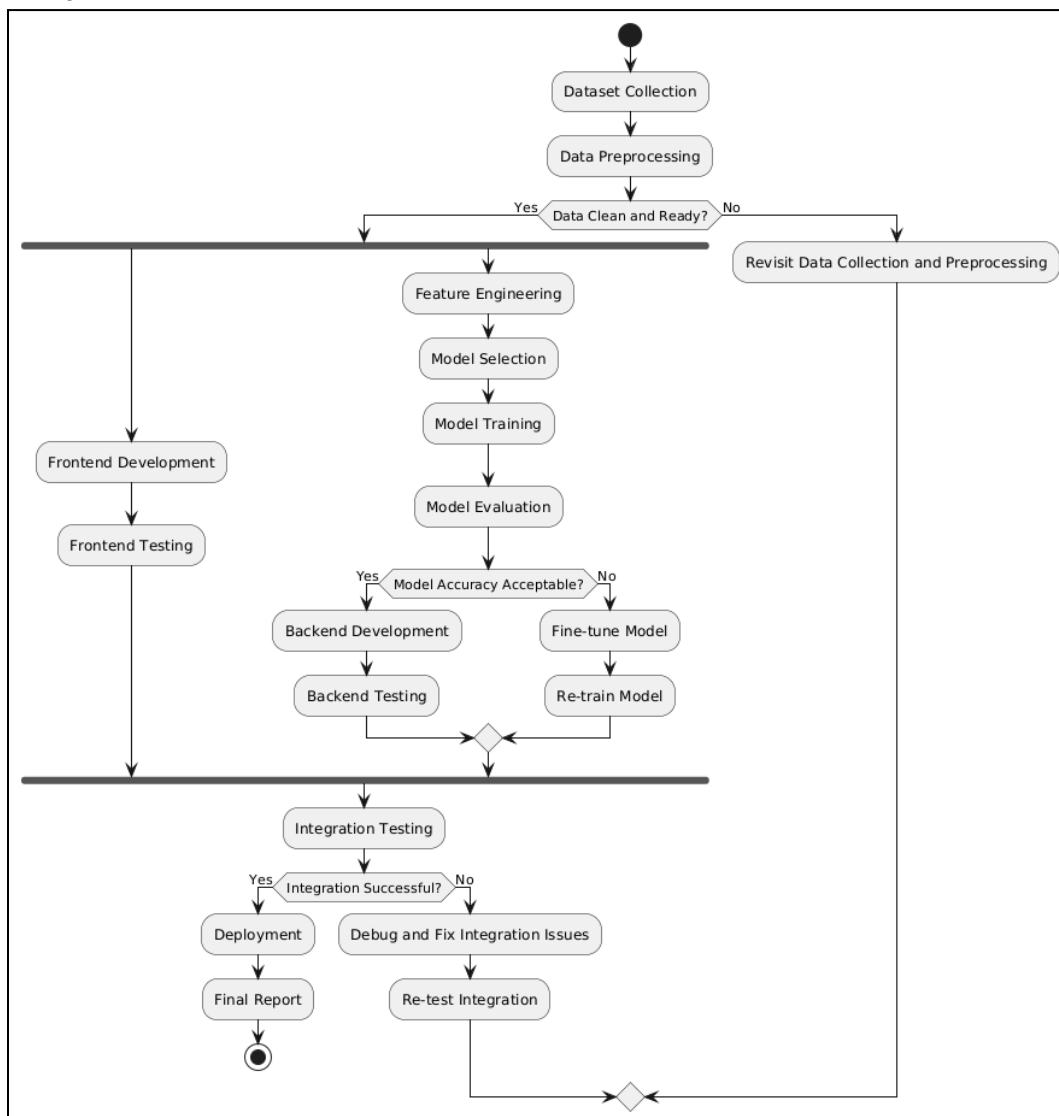 Dataset Collection
Data Preprocessing
Yes
Data Clean and Ready?
No
Revisit Data Collection and Preprocessing
Feature Engineering
Model Selection
Model Training
Frontend Development
Model Evaluation
Frontend Testing
Yes
Model Accuracy Acceptable?
No
Backend Development
Fine-tune Model
Backend Testing
Re-train Model
Integration Testing
Yes
Integration Successful?
No
Deployment
Debug and Fix Integration Issues
Final Report
Re-test Integration